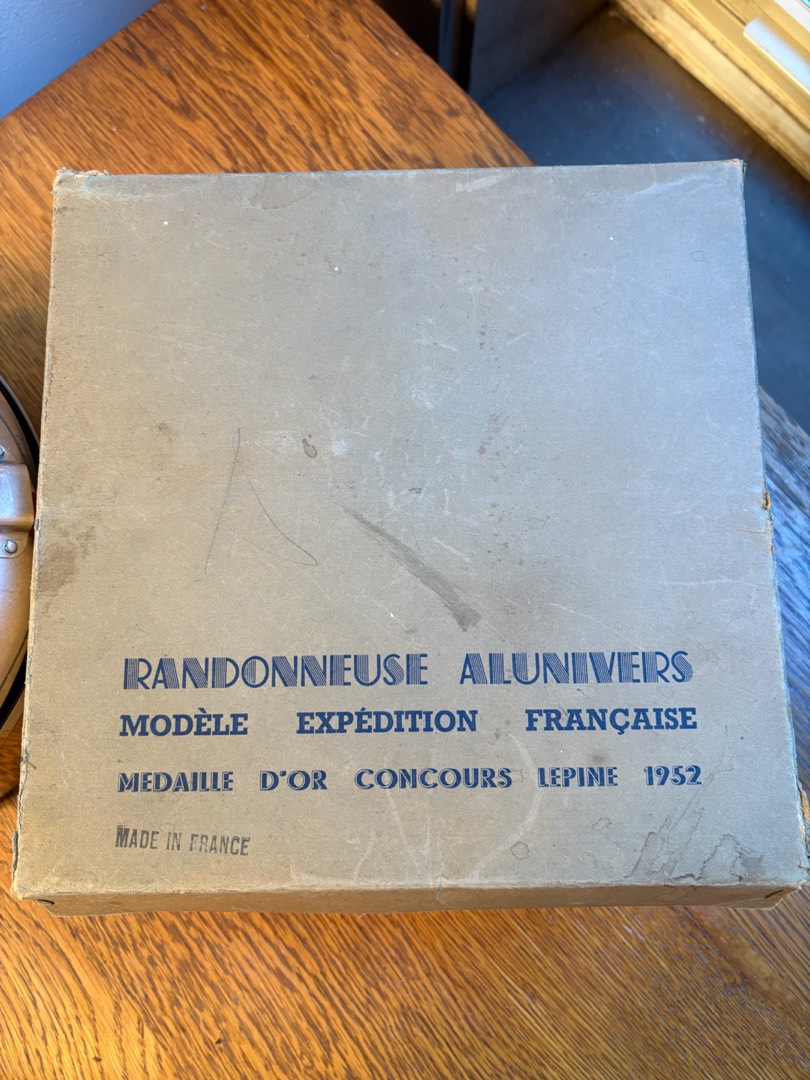 RANDONNEUSE ALUNIVERS
MODÈLE EXPÉDITION FRANÇAISE
MEDAILLE D'OR CONCOURS LEPINE 1952
MADE IN FRANCE